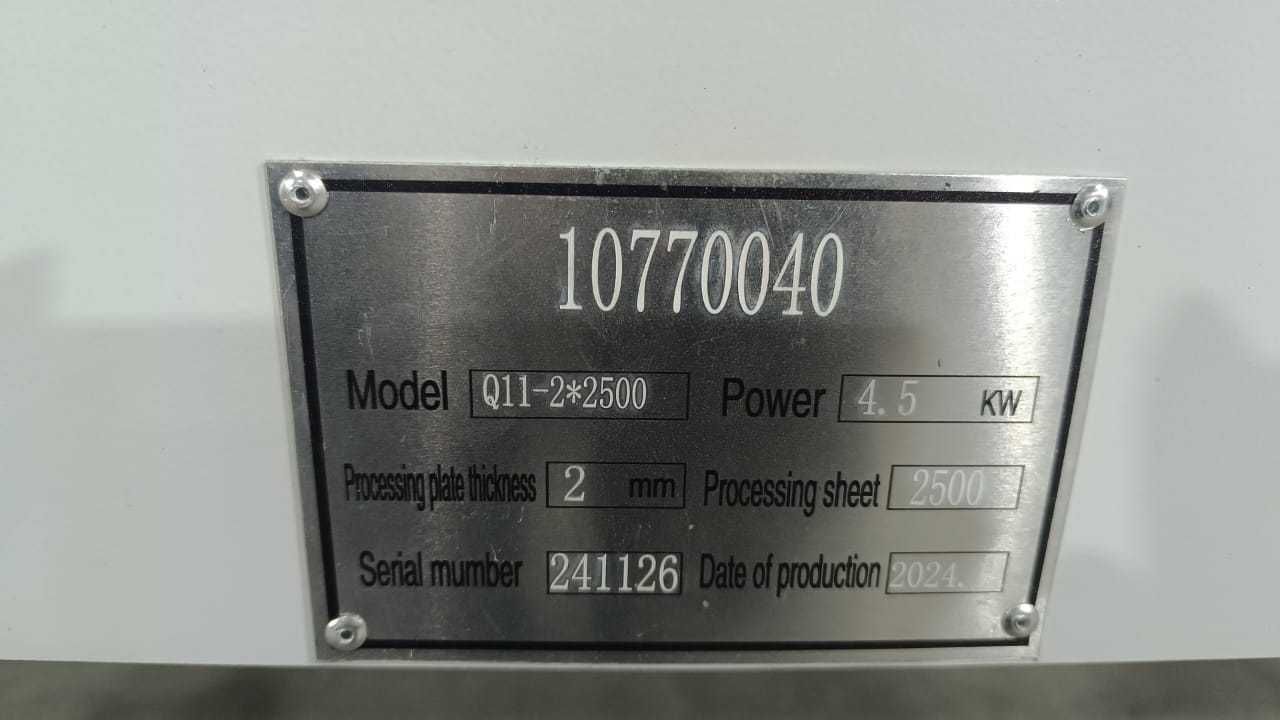 10770040
Model Q11-2*2500 Power 4.5 KW
Processing plate thickness 2 mm Processing sheet 2500
Serial mumber 241126 Date of production 2024.